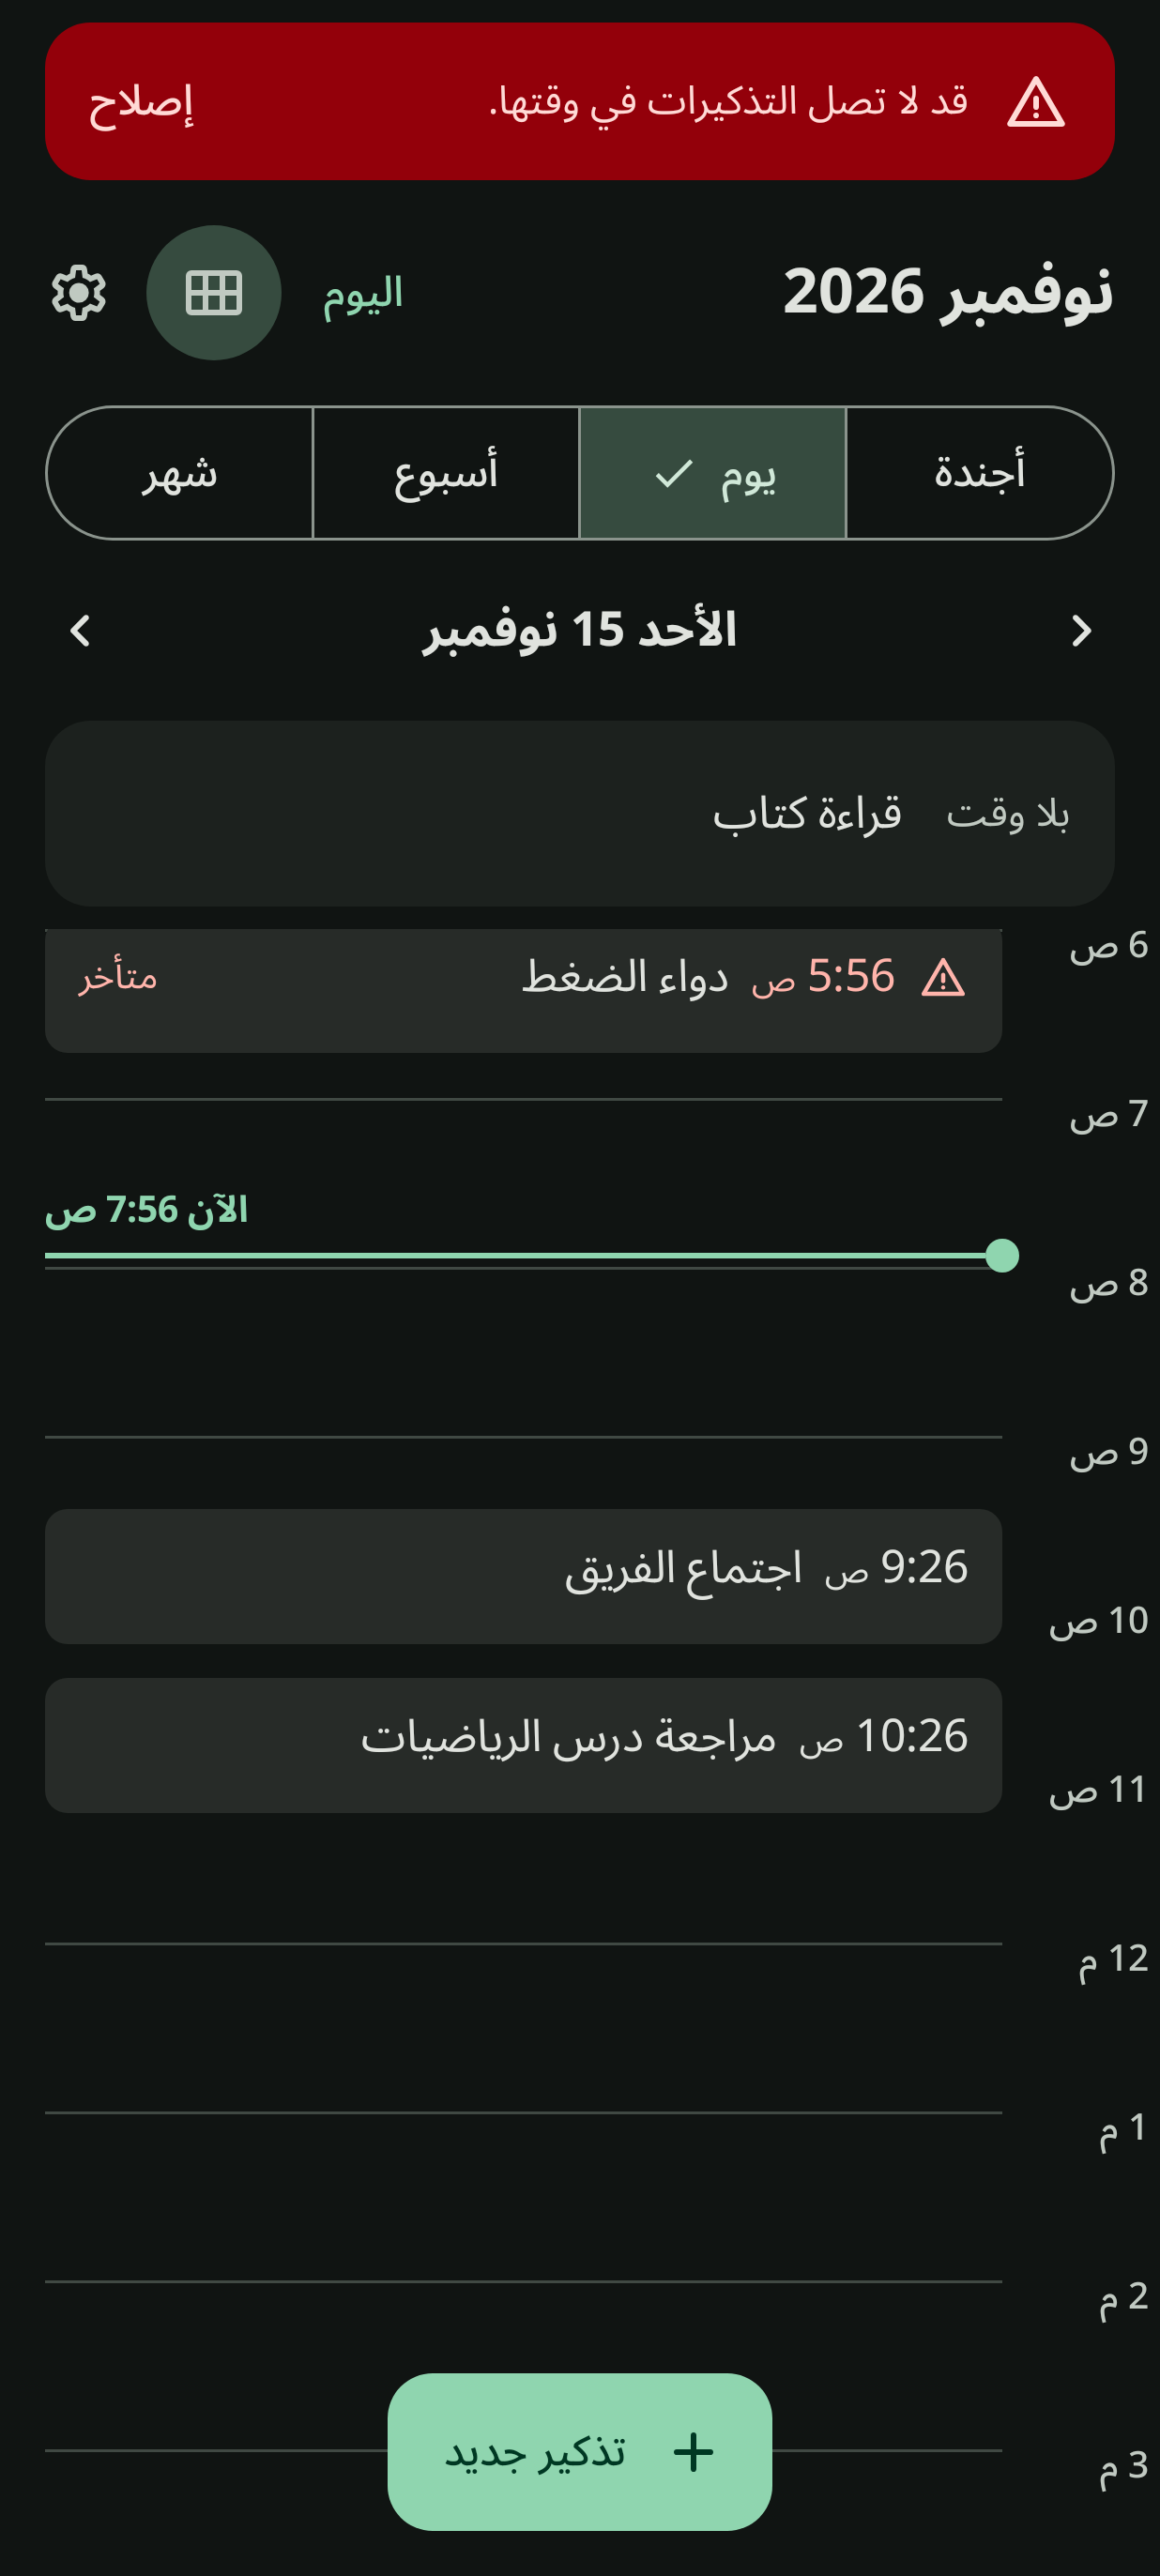 قد لا تصل التذكيرات في وقتها.
إصلاح
نوفمبر 2026
اليوم
أجندة
يوم
أسبوع
شهر
الأحد 15 نوفمبر
بلا وقت قراءة كتاب
6 ص
5:56 ص دواء الضغط متأخر
7 ص
الآن 7:56 ص
8 ص
9 ص
9:26 ص اجتماع الفريق
10 ص
10:26 ص مراجعة درس الرياضيات
11 ص
12 م
1 م
2 م
تذكير جديد
3 م